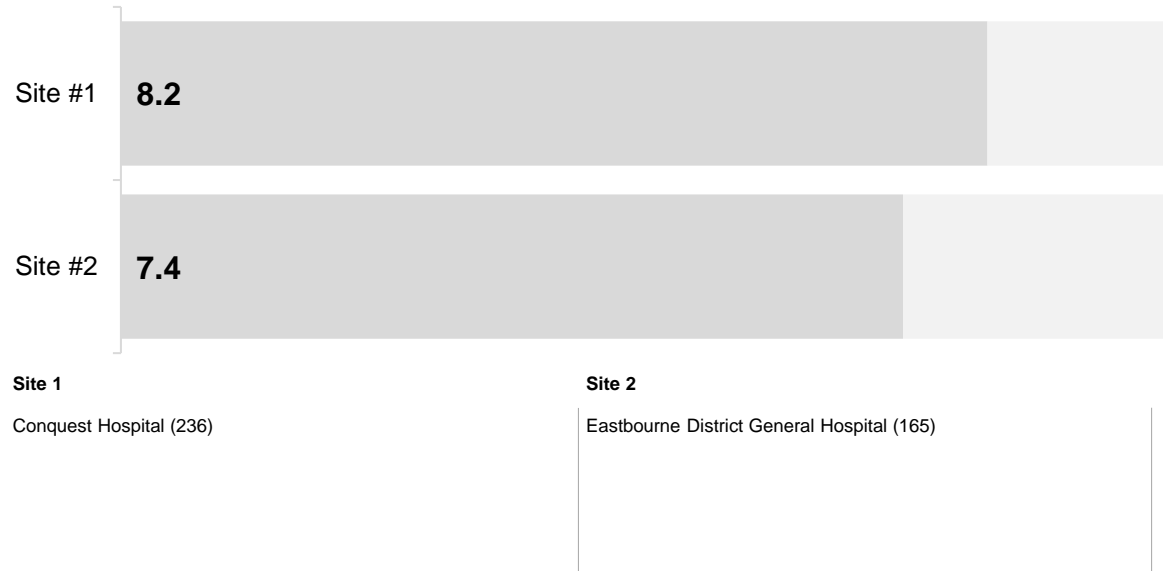 Site #1 8.2
Site #2 7.4
Site 1
Conquest Hospital (236)
Site 2
Eastbourne District General Hospital (165)